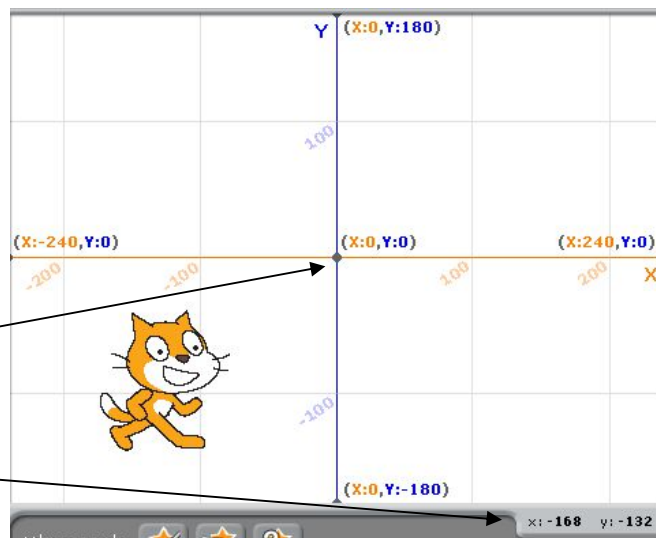 Y (X:0,Y:180)
100
(X:-240,Y:0) (X:0,Y:0) (X:240,Y:0)
-200 -100 100 200 X
-100
(X:0,Y:-180)
x: -168 y: -132